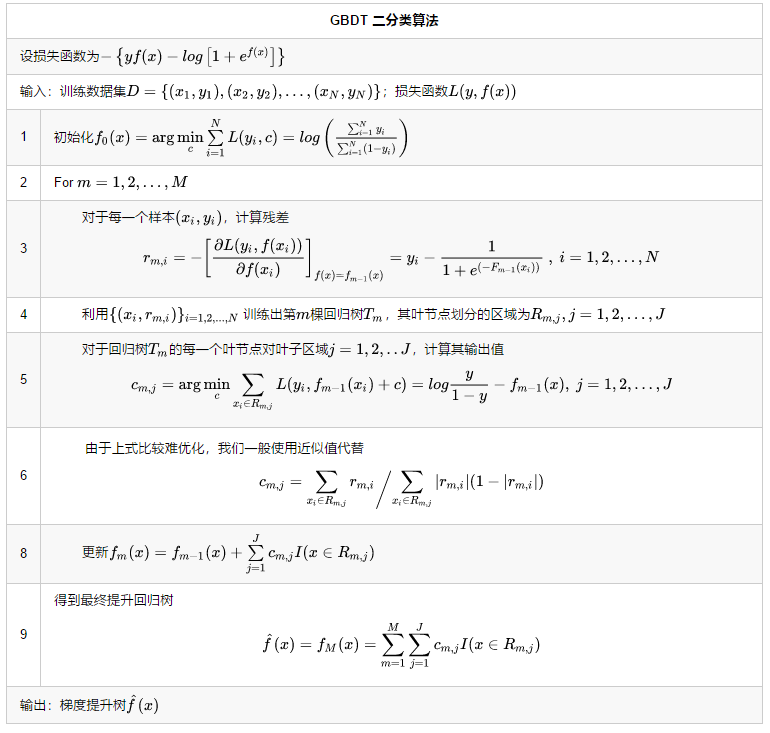 GBDT 二分类算法
设损失函数为$-\left\{yf(x)-log\left[1+e^{f(x)}\right]\right\}$
输入：训练数据集$D=\{(x_1,y_1),(x_2,y_2),\ldots,(x_N,y_N)\}$；损失函数$L(y,f(x))$
1 初始化$f_0(x)=\arg\min_c\sum_{i=1}^{N}L(y_i,c)=log\left(\frac{\sum_{i=1}^{N}y_i}{\sum_{i=1}^{N}(1-y_i)}\right)$
2 For $m=1,2,\ldots,M$
对于每一个样本$(x_i,y_i)$，计算残差
3 $r_{m,i}=-\left[\frac{\partial L(y_i,f(x_i))}{\partial f(x_i)}\right]_{f(x)=f_{m-1}(x)}=y_i-\frac{1}{1+e^{(-F_{m-1}(x_i))}}\ ,\ i=1,2,\ldots,N$
4 利用$\{(x_i,r_{m,i})\}_{i=1,2,\ldots,N}$ 训练出第$m$棵回归树$T_m$，其叶节点划分的区域为$R_{m,j},j=1,2,\ldots,J$
对于回归树$T_m$的每一个叶节点对叶子区域$j=1,2,..J$，计算其输出值
5 $c_{m,j}=\arg\min_c\sum_{x_i\in R_{m,j}}L(y_i,f_{m-1}(x_i)+c)=log\frac{y}{1-y}-f_{m-1}(x),\ j=1,2,\ldots,J$
由于上式比较难优化，我们一般使用近似值代替
6 $c_{m,j}=\sum_{x_i\in R_{m,j}}r_{m,i}\Big/\sum_{x_i\in R_{m,j}}|r_{m,i}|(1-|r_{m,i}|)$
8 更新$f_m(x)=f_{m-1}(x)+\sum_{j=1}^{J}c_{m,j}I(x\in R_{m,j})$
得到最终提升回归树
9 $\hat{f}(x)=f_M(x)=\sum_{m=1}^{M}\sum_{j=1}^{J}c_{m,j}I(x\in R_{m,j})$
输出：梯度提升树$\hat{f}(x)$